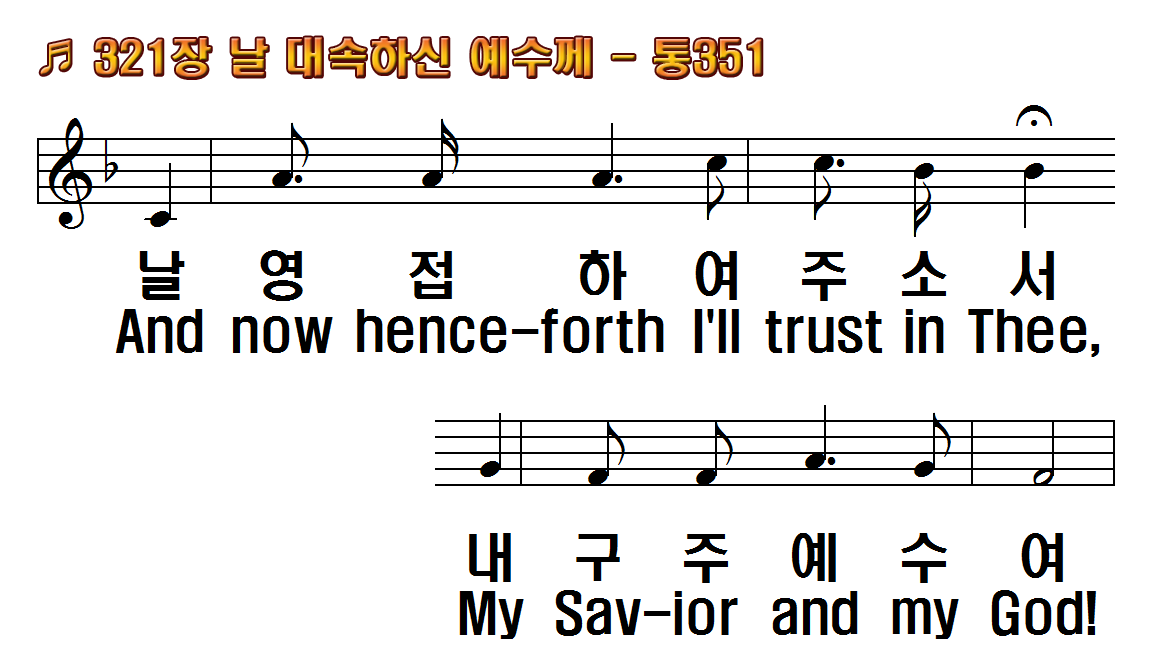 ♬ 321장 날 대속하신 예수께 - 통351
날 영 접 하 여 주 소 서
And now hence-forth I'll trust in Thee,
내 구 주 예 수 여
My Sav-ior and my God!